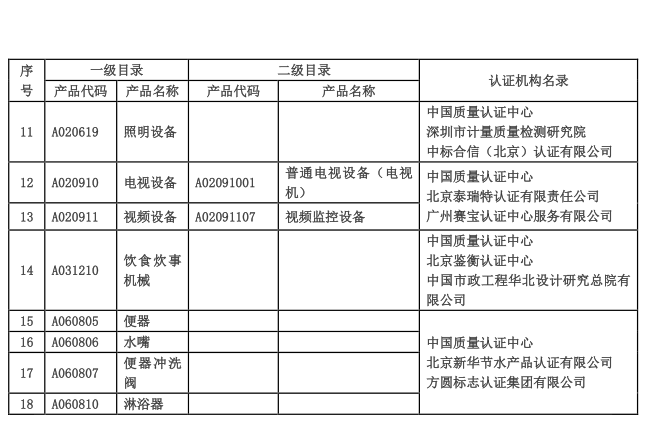 序号 一级目录 二级目录 认证机构名录
产品代码 产品名称 产品代码 产品名称
11 A020619 照明设备 中国质量认证中心
深圳市计量质量检测研究院
中标合信（北京）认证有限公司
12 A020910 电视设备 A02091001 普通电视设备（电视机） 中国质量认证中心
北京泰瑞特认证有限责任公司
13 A020911 视频设备 A02091107 视频监控设备 广州赛宝认证中心服务有限公司
14 A031210 饮食炊事机械 中国质量认证中心
北京鉴衡认证中心
中国市政工程华北设计研究总院有限公司
15 A060805 便器
16 A060806 水嘴 中国质量认证中心
17 A060807 便器冲洗阀 北京新华节水产品认证有限公司
方圆标志认证集团有限公司
18 A060810 淋浴器